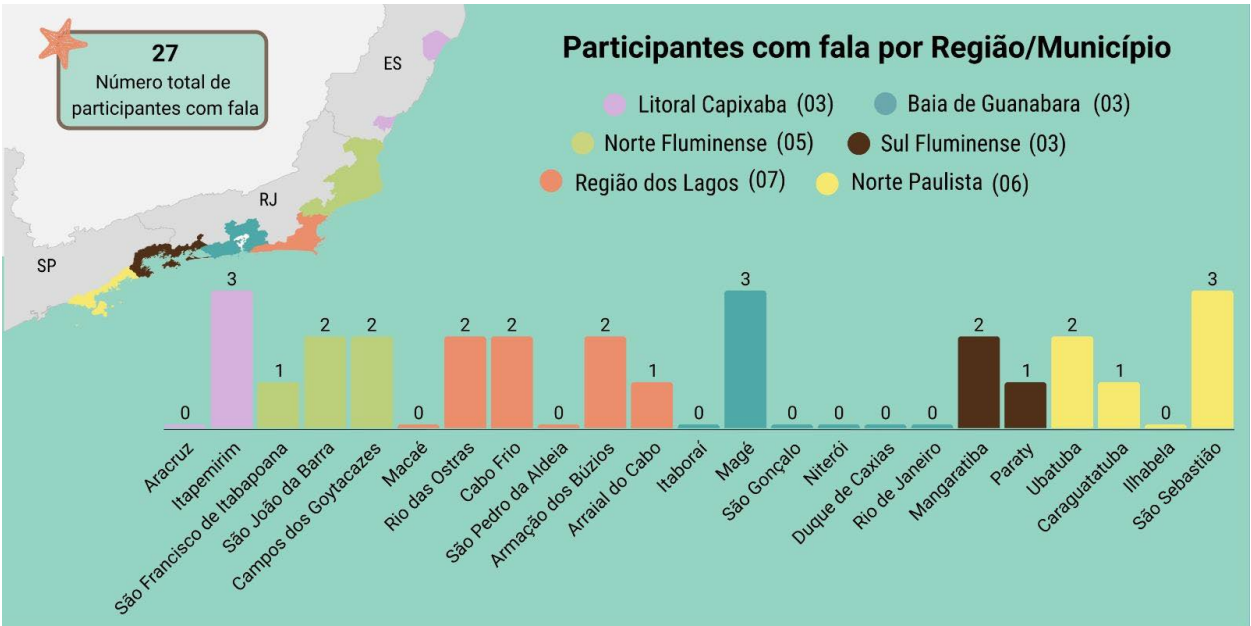 27
Número total de
participantes com fala
ES
RJ
SP
Participantes com fala por Região/Município
Litoral Capixaba (03)
Baia de Guanabara (03)
Norte Fluminense (05)
Sul Fluminense (03)
Região dos Lagos (07)
Norte Paulista (06)
0
3
1
2
2
0
2
2
0
2
1
0
3
0
0
0
0
2
1
2
1
0
3
Aracruz
Itapemirim
São Francisco de Itabapoana
São João da Barra
Campos dos Goytacazes
Macaé
Rio das Ostras
Cabo Frio
São Pedro da Aldeia
Armação dos Búzios
Arraial do Cabo
Itaboraí
Magé
São Gonçalo
Niterói
Duque de Caxias
Rio de Janeiro
Mangaratiba
Paraty
Ubatuba
Caraguatatuba
Ilhabela
São Sebastião